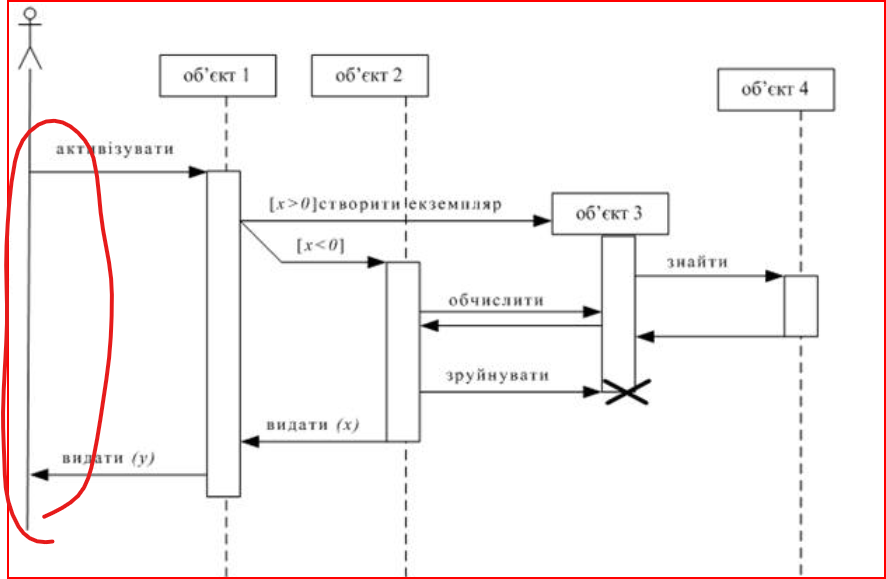 об'єкт 1
об'єкт 2
об'єкт 4
активізувати
[x>0]створити екземпляр
об'єкт 3
[x<0]
знайти
обчислити
зруйнувати
видати (x)
видати (y)